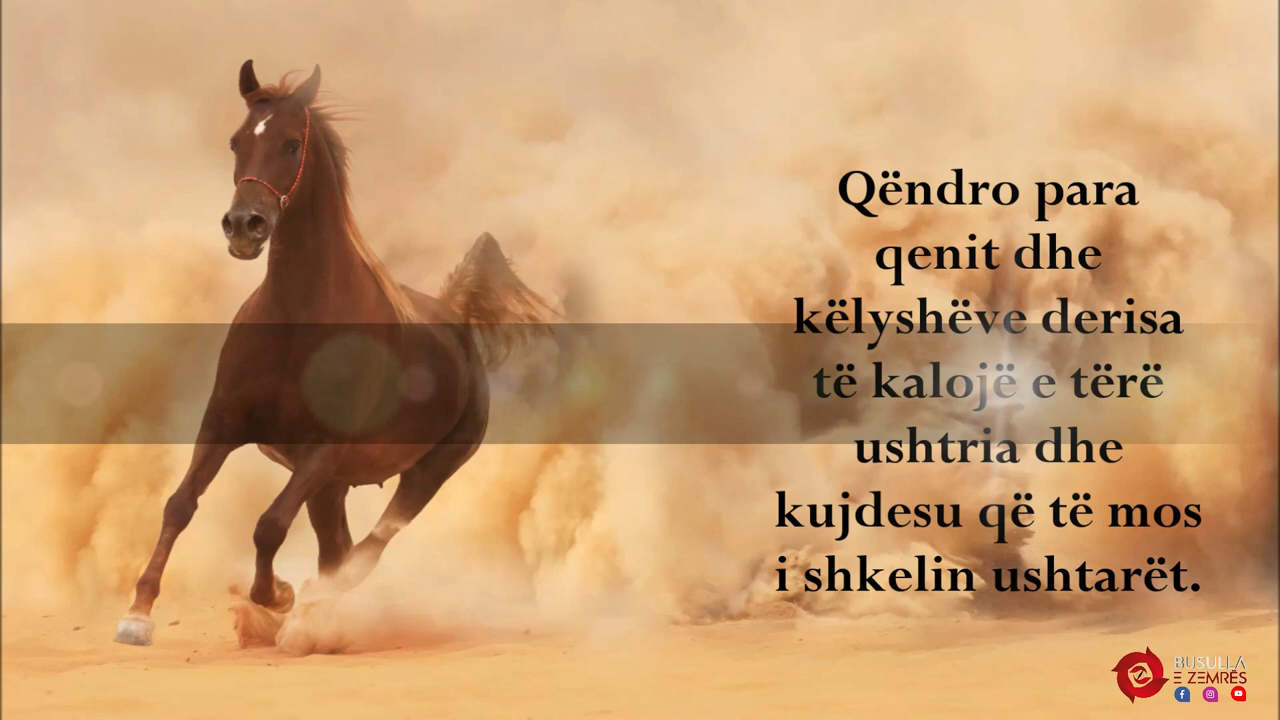 Qëndro para
qenit dhe
këlyshëve derisa
të kalojë e tërë
ushtria dhe
kujdesu që të mos
i shkelin ushtarët.
BUSULLA
E ZEMRËS